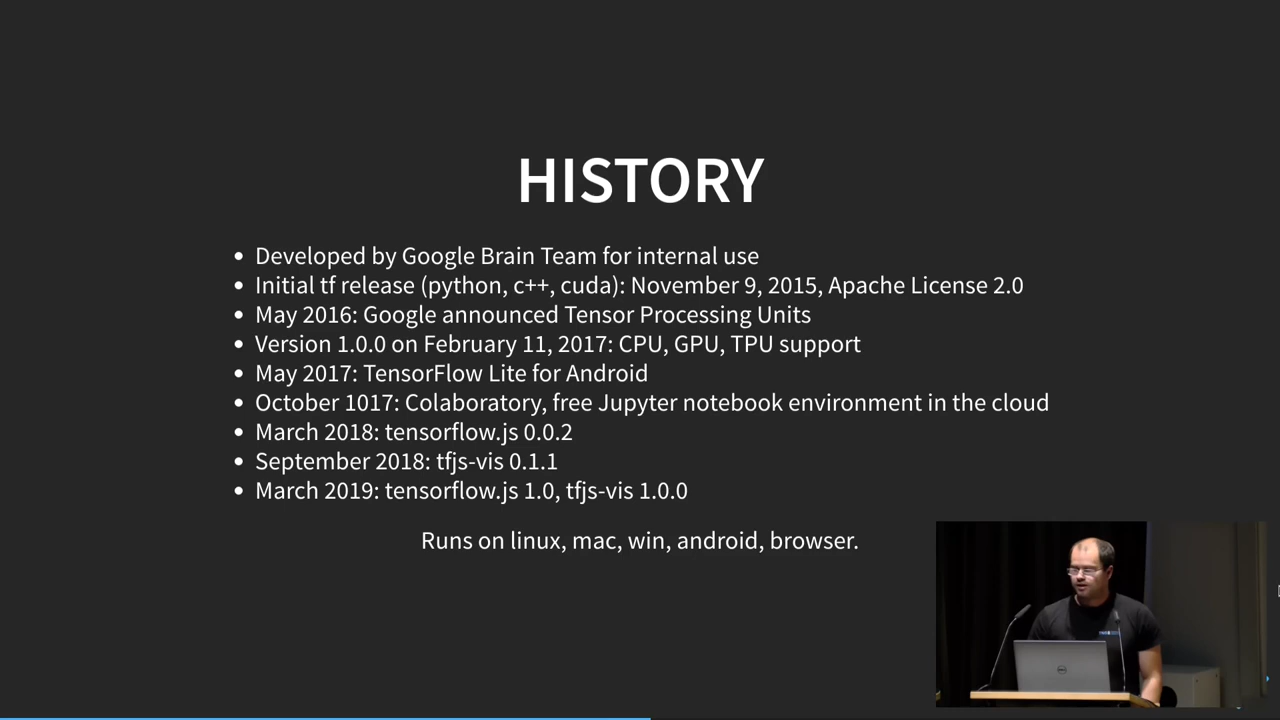 HISTORY
Developed by Google Brain Team for internal use
Initial tf release (python, c++, cuda): November 9, 2015, Apache License 2.0
May 2016: Google announced Tensor Processing Units
Version 1.0.0 on February 11, 2017: CPU, GPU, TPU support
May 2017: TensorFlow Lite for Android
October 1017: Colaboratory, free Jupyter notebook environment in the cloud
March 2018: tensorflow.js 0.0.2
September 2018: tfjs-vis 0.1.1
March 2019: tensorflow.js 1.0, tfjs-vis 1.0.0
Runs on linux, mac, win, android, browser.